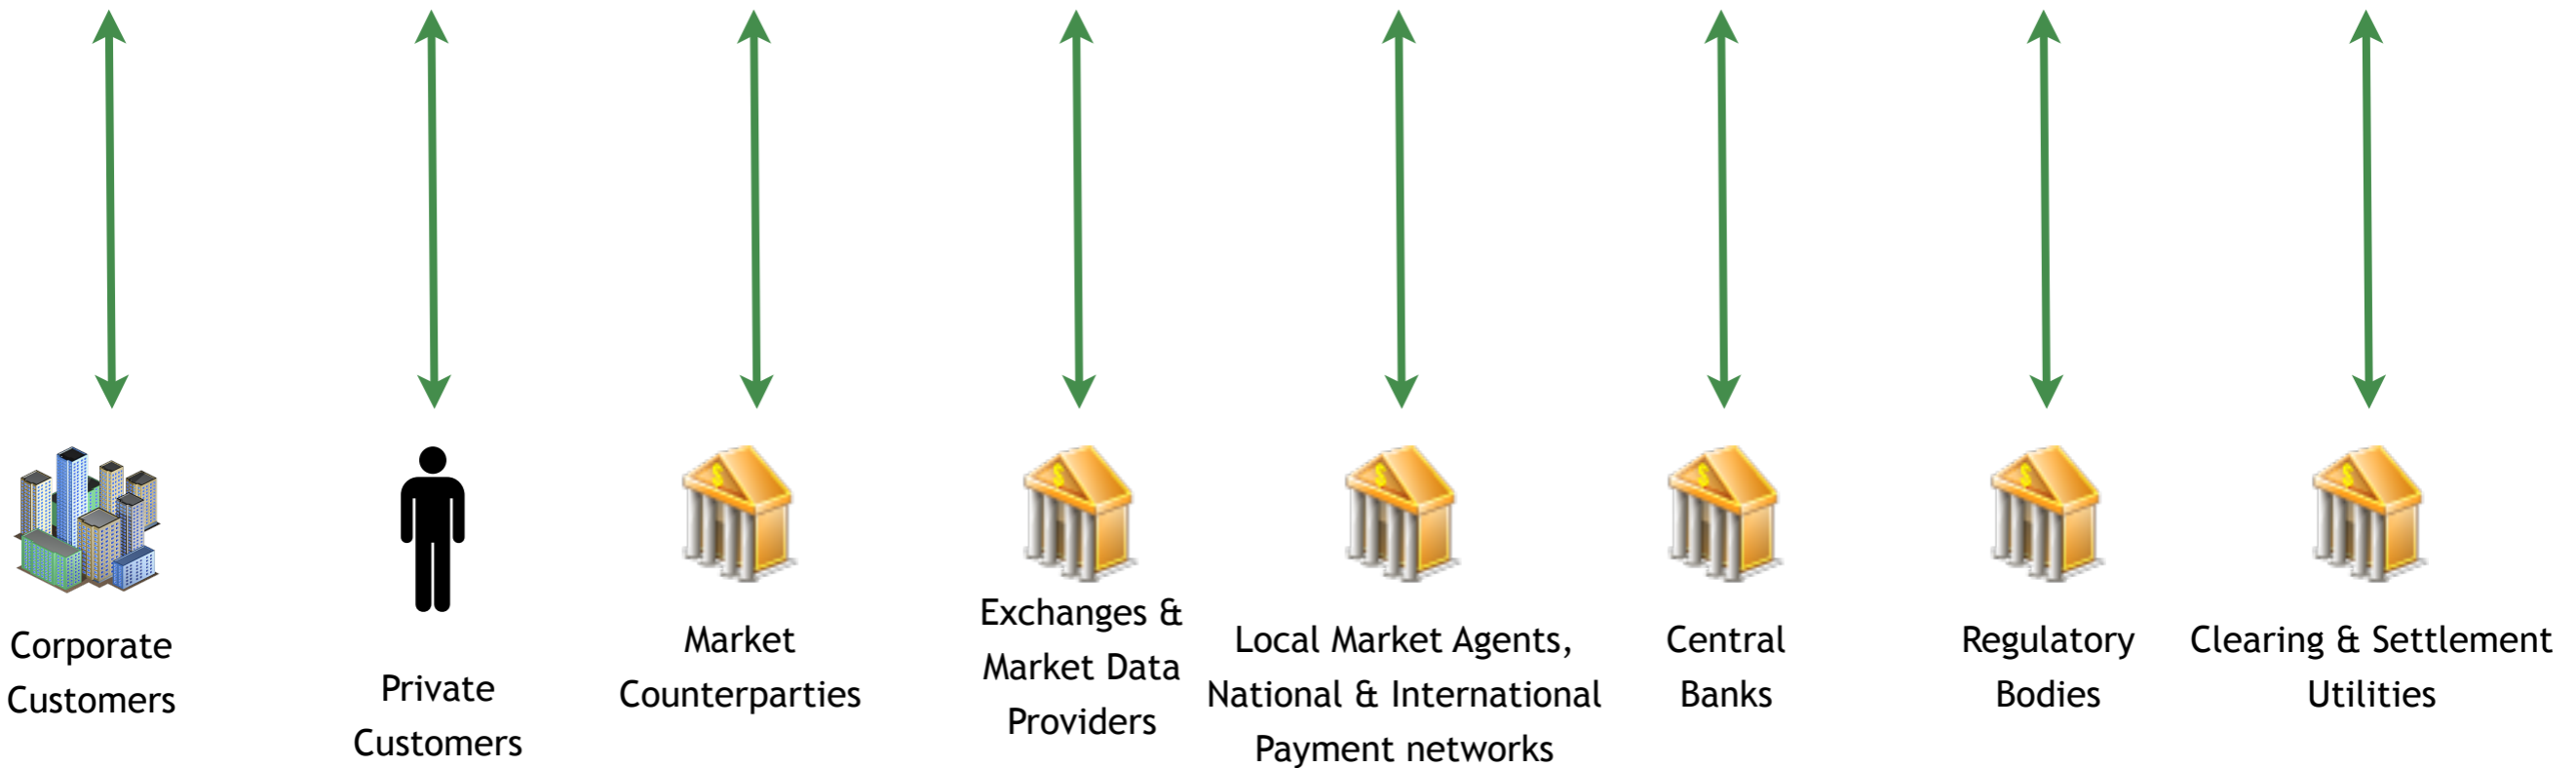 Corporate
Customers
Private
Customers
Market
Counterparties
Exchanges &
Market Data
Providers
Local Market Agents,
National & International
Payment networks
Central
Banks
Regulatory
Bodies
Clearing & Settlement
Utilities